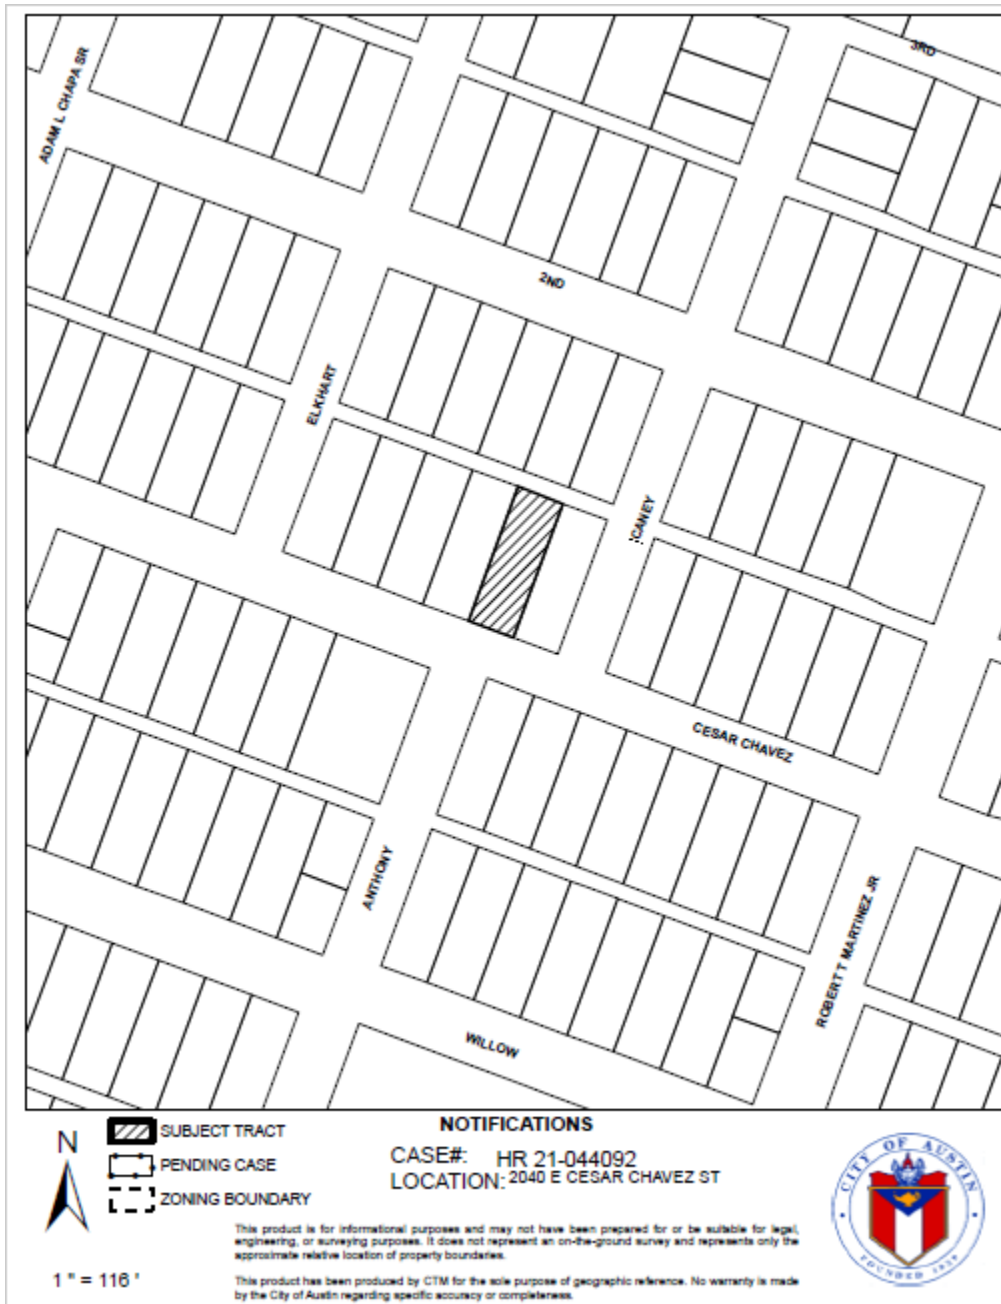 3RD
ADAM L CHAPA SR
2ND
ELKHART
CANEY
CESAR CHAVEZ
ANTHONY
ROBERT T MARTINEZ JR
WILLOW
N
SUBJECT TRACT
PENDING CASE
ZONING BOUNDARY
1 " = 116 '
NOTIFICATIONS
CASE#: HR 21-044092
LOCATION: 2040 E CESAR CHAVEZ ST
This product is for informational purposes and may not have been prepared for or be suitable for legal,
engineering, or surveying purposes. It does not represent an on-the-ground survey and represents only the
approximate relative location of property boundaries.
This product has been produced by CTM for the sole purpose of geographic reference. No warranty is made
by the City of Austin regarding specific accuracy or completeness.
CITY OF AUSTIN
FOUNDED 1839